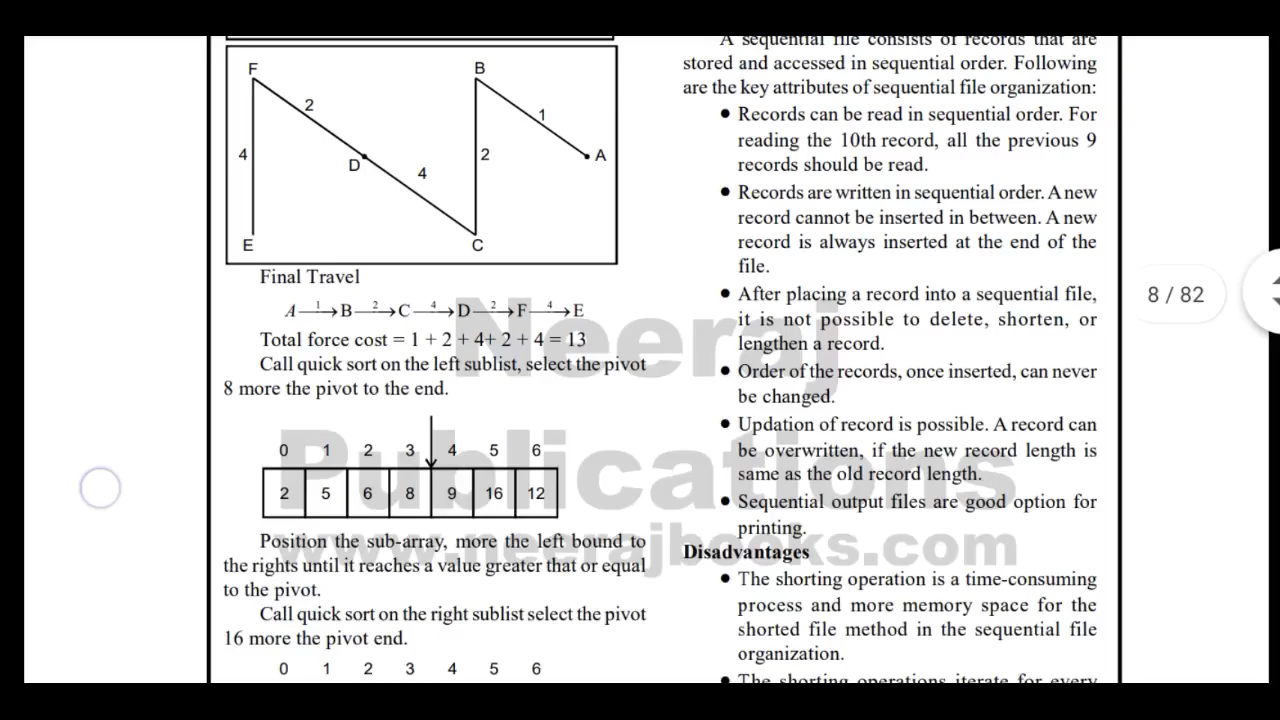 F
B
2
1
4
D
2
A
4
E
C
Final Travel
A 1 → B 2 → C 4 → D 2 → F 4 → E
Total force cost = 1 + 2 + 4+ 2 + 4 = 13
Call quick sort on the left sublist, select the pivot
8 more the pivot to the end.
0 1 2 3 4 5 6
2 5 6 8 9 16 12
Position the sub-array, more the left bound to
the rights until it reaches a value greater that or equal
to the pivot.
Call quick sort on the right sublist select the pivot
16 more the pivot end.
0 1 2 3 4 5 6
A sequential file consists of records that are
stored and accessed in sequential order. Following
are the key attributes of sequential file organization:
• Records can be read in sequential order. For
reading the 10th record, all the previous 9
records should be read.
• Records are written in sequential order. A new
record cannot be inserted in between. A new
record is always inserted at the end of the
file.
• After placing a record into a sequential file,
it is not possible to delete, shorten, or
lengthen a record.
• Order of the records, once inserted, can never
be changed.
• Updation of record is possible. A record can
be overwritten, if the new record length is
same as the old record length.
• Sequential output files are good option for
printing.
Disadvantages
• The shorting operation is a time-consuming
process and more memory space for the
shorted file method in the sequential file
organization.
• The shorting operations iterate for every
8 / 82
Neeraj
Publications
www.neerajbooks.com